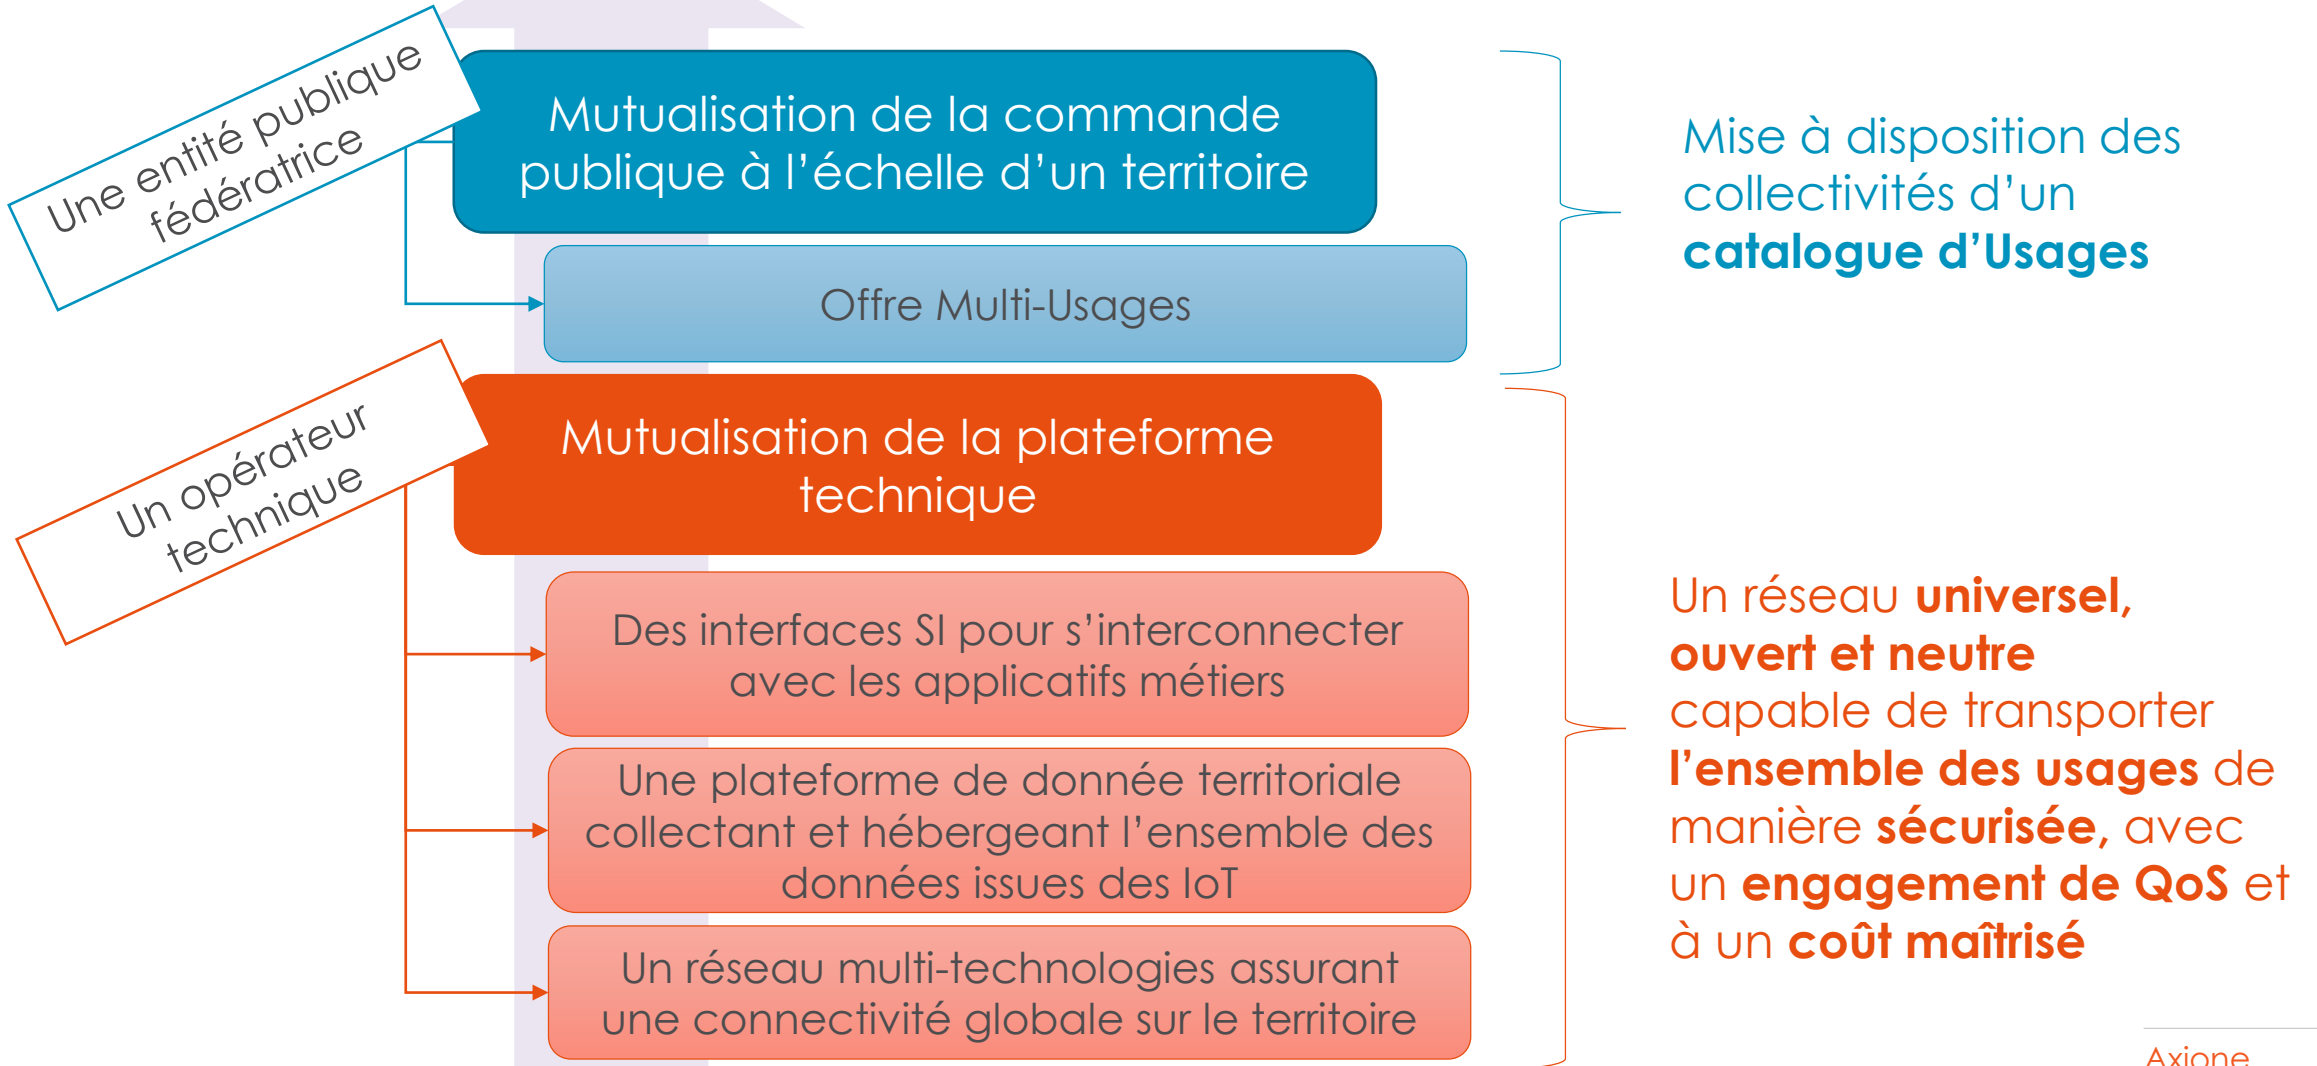 Une entité publique
fédératrice
Mutualisation de la commande
publique à l’échelle d’un territoire
Offre Multi-Usages
Mise à disposition des
collectivités d’un
catalogue d’Usages
Un opérateur
technique
Mutualisation de la plateforme
technique
Des interfaces SI pour s’interconnecter
avec les applicatifs métiers
Une plateforme de donnée territoriale
collectant et hébergeant l’ensemble des
données issues des IoT
Un réseau multi-technologies assurant
une connectivité globale sur le territoire
Un réseau universel,
ouvert et neutre
capable de transporter
l’ensemble des usages de
manière sécurisée, avec
un engagement de QoS et
à un coût maîtrisé
Axione